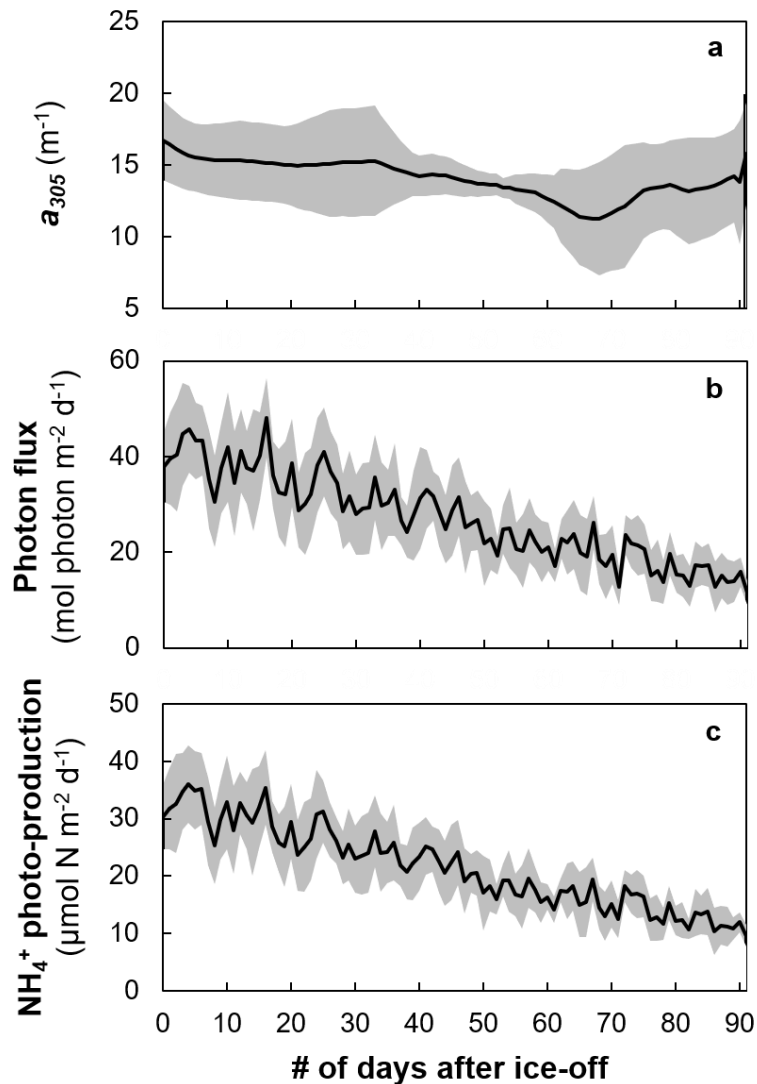 25
a
20
a305 (m-1)
15
10
5
60
b
Photon flux
(mol photon m-2 d-1)
40
20
0
50
c
NH4+ photo-production
(µmol N m-2 d-1)
40
30
20
10
0
0 10 20 30 40 50 60 70 80 90
# of days after ice-off